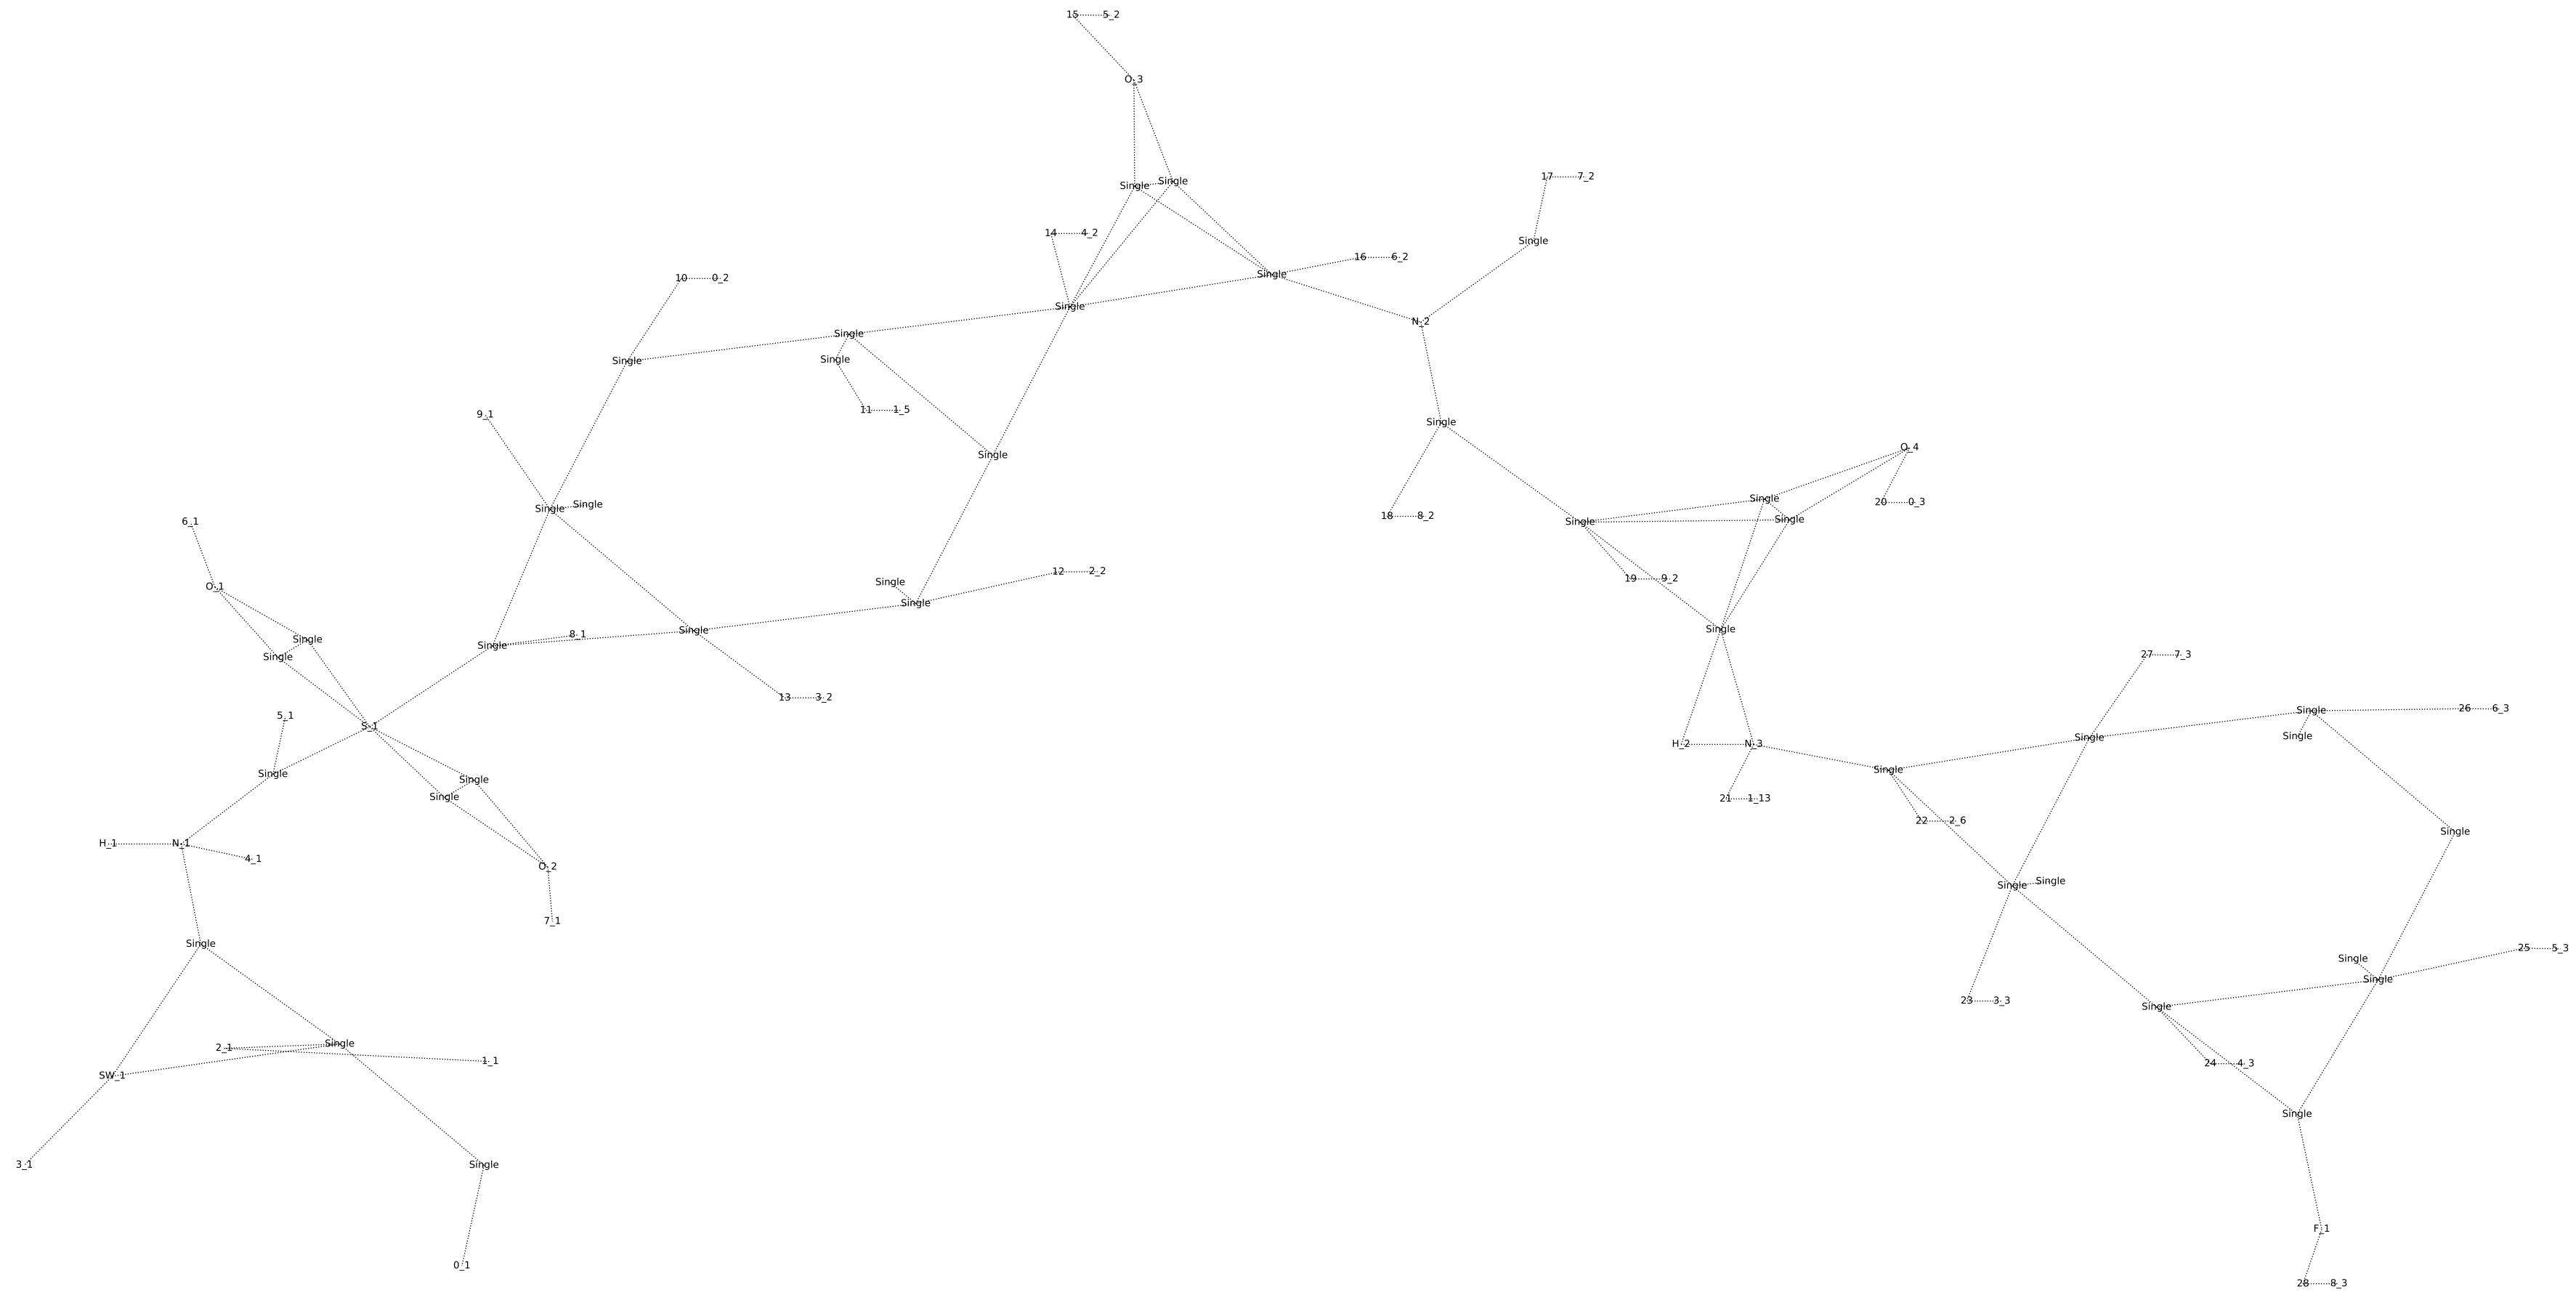 15 5_2
O_3
Single Single
17 7_2
14 4_2
Single
16 6_2
Single
10 0_2
Single
N_2
Single
Single Single
11 1_5
9_1
Single
O_4
Single
Single
Single Single
20 0_3
18 8_2
Single Single
6_1
12 2_2
19 9_2
Single
O_1
Single
Single
8_1
Single
Single
Single
Single
27 7_3
13 3_2
26 6_3
Single
5_1
S_1
Single
Single
H_2 N_3
Single
Single
Single
Single
21 1_13
22 2_6
Single
H_1 N_1
4_1
O_2
Single Single
7_1
Single
25 5_3
Single
Single
23 3_3
Single
Single
2_1
1_1
24 4_3
SW_1
Single
3_1
Single
F_1
0_1
28 8_3